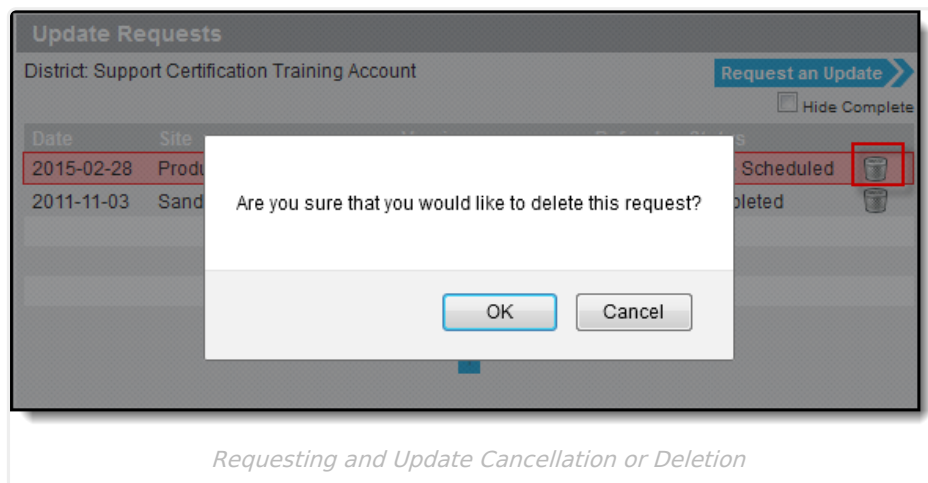 Update Requests
District: Support Certification Training Account
Request an Update
Hide Complete
Date Site
2015-02-28 Scheduled
2011-11-03
Are you sure that you would like to delete this request?
OK Cancel
Requesting and Update Cancellation or Deletion